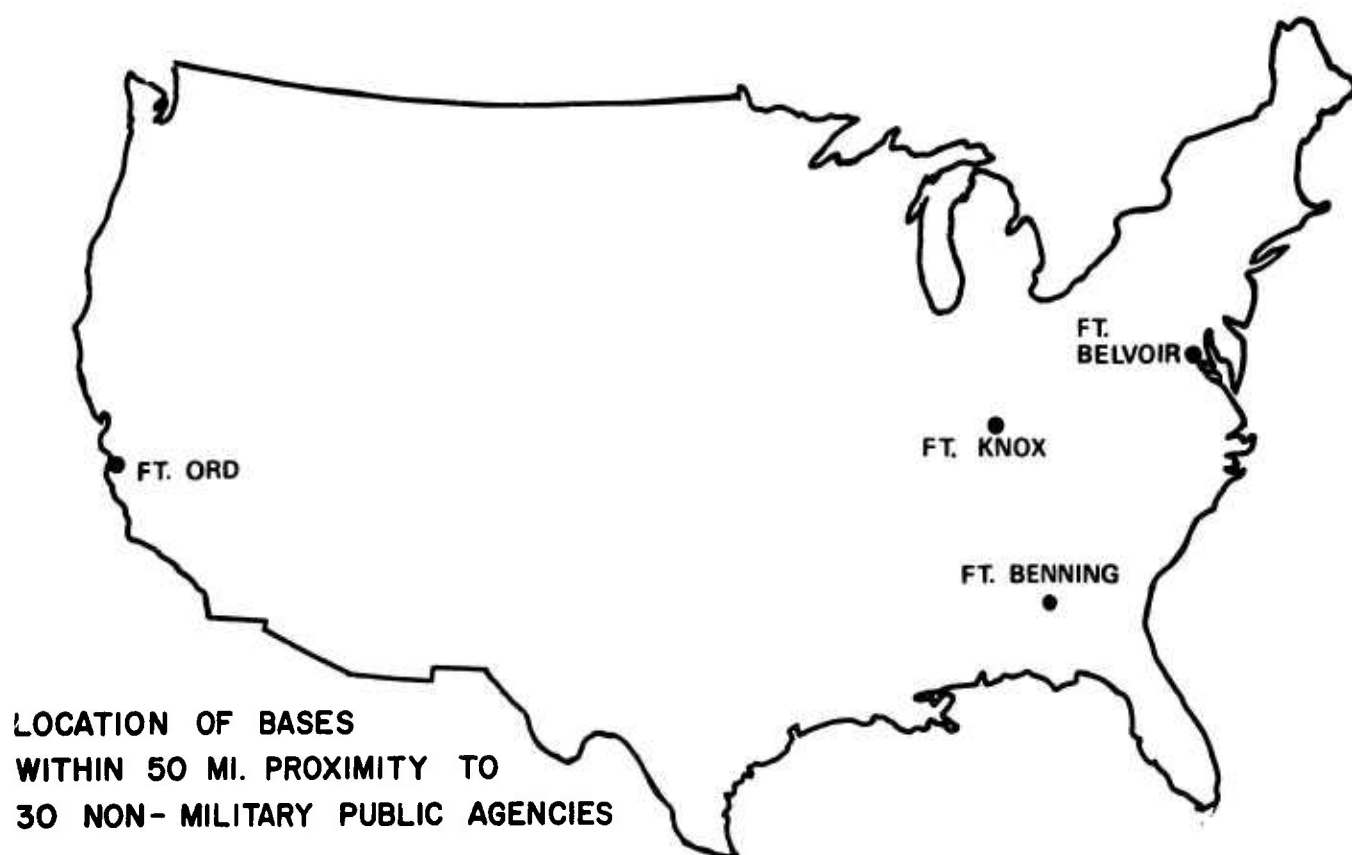 FT.
BELVOIR
FT. KNOX
FT. ORD
FT. BENNING
LOCATION OF BASES
WITHIN 50 MI. PROXIMITY TO
30 NON- MILITARY PUBLIC AGENCIES